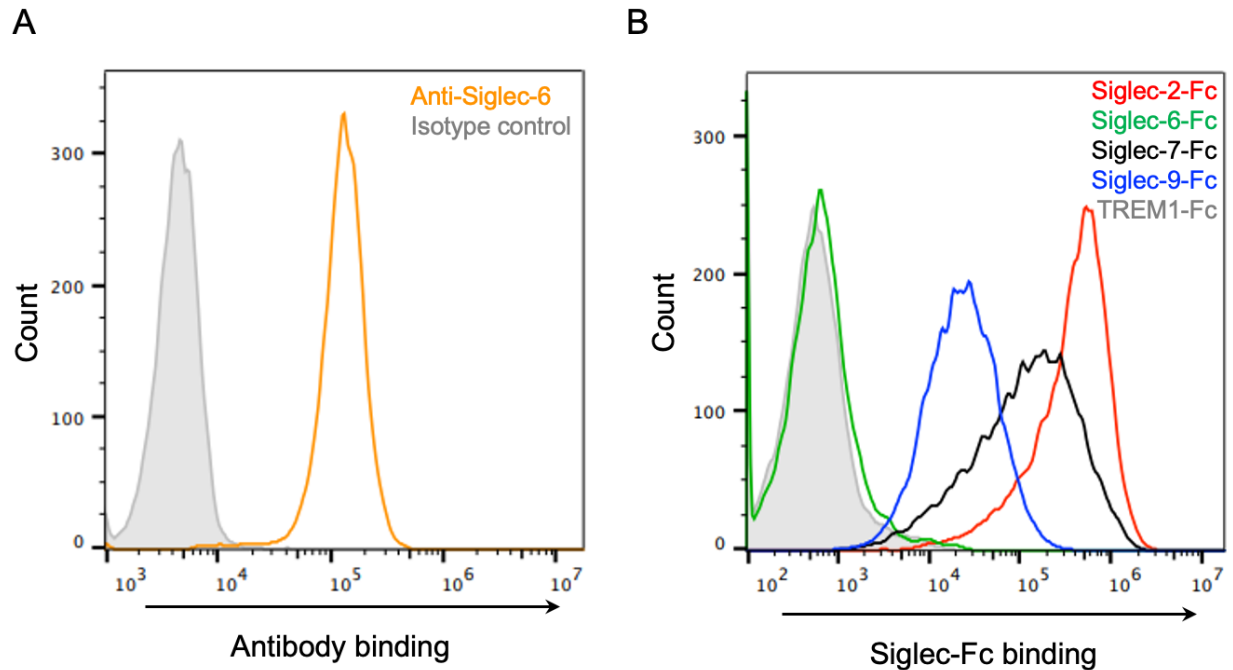 A
Anti-Siglec-6
Isotype control
Count
300
200
100
0
10³ 10⁴ 10⁵ 10⁶ 10⁷
Antibody binding
B
Siglec-2-Fc
Siglec-6-Fc
Siglec-7-Fc
Siglec-9-Fc
TREM1-Fc
Count
300
200
100
0
10² 10³ 10⁴ 10⁵ 10⁶ 10⁷
Siglec-Fc binding